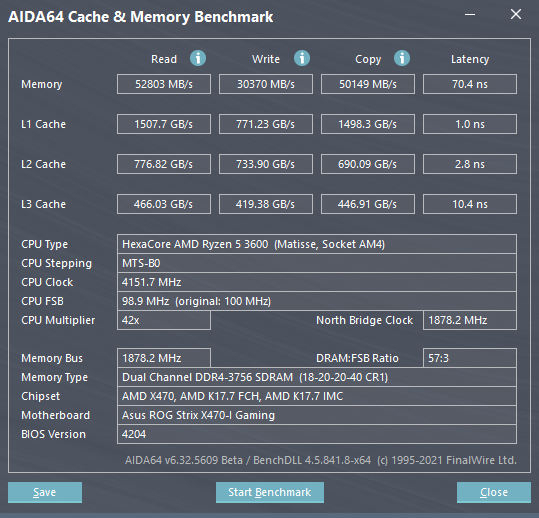 AIDA64 Cache & Memory Benchmark
Read Write Copy Latency
Memory 52803 MB/s 30370 MB/s 50149 MB/s 70.4 ns
L1 Cache 1507.7 GB/s 771.23 GB/s 1498.3 GB/s 1.0 ns
L2 Cache 776.82 GB/s 733.90 GB/s 690.09 GB/s 2.8 ns
L3 Cache 466.03 GB/s 419.38 GB/s 446.91 GB/s 10.4 ns
CPU Type HexaCore AMD Ryzen 5 3600 (Matisse, Socket AM4)
CPU Stepping MTS-B0
CPU Clock 4151.7 MHz
CPU FSB 98.9 MHz (original: 100 MHz)
CPU Multiplier 42x North Bridge Clock 1878.2 MHz
Memory Bus 1878.2 MHz DRAM:FSB Ratio 57:3
Memory Type Dual Channel DDR4-3756 SDRAM (18-20-20-40 CR1)
Chipset AMD X470, AMD K17.7 FCH, AMD K17.7 IMC
Motherboard Asus ROG Strix X470-I Gaming
BIOS Version 4204
AIDA64 v6.32.5609 Beta / BenchDLL 4.5.841.8-x64 (c) 1995-2021 FinalWire Ltd.
Save Start Benchmark Close